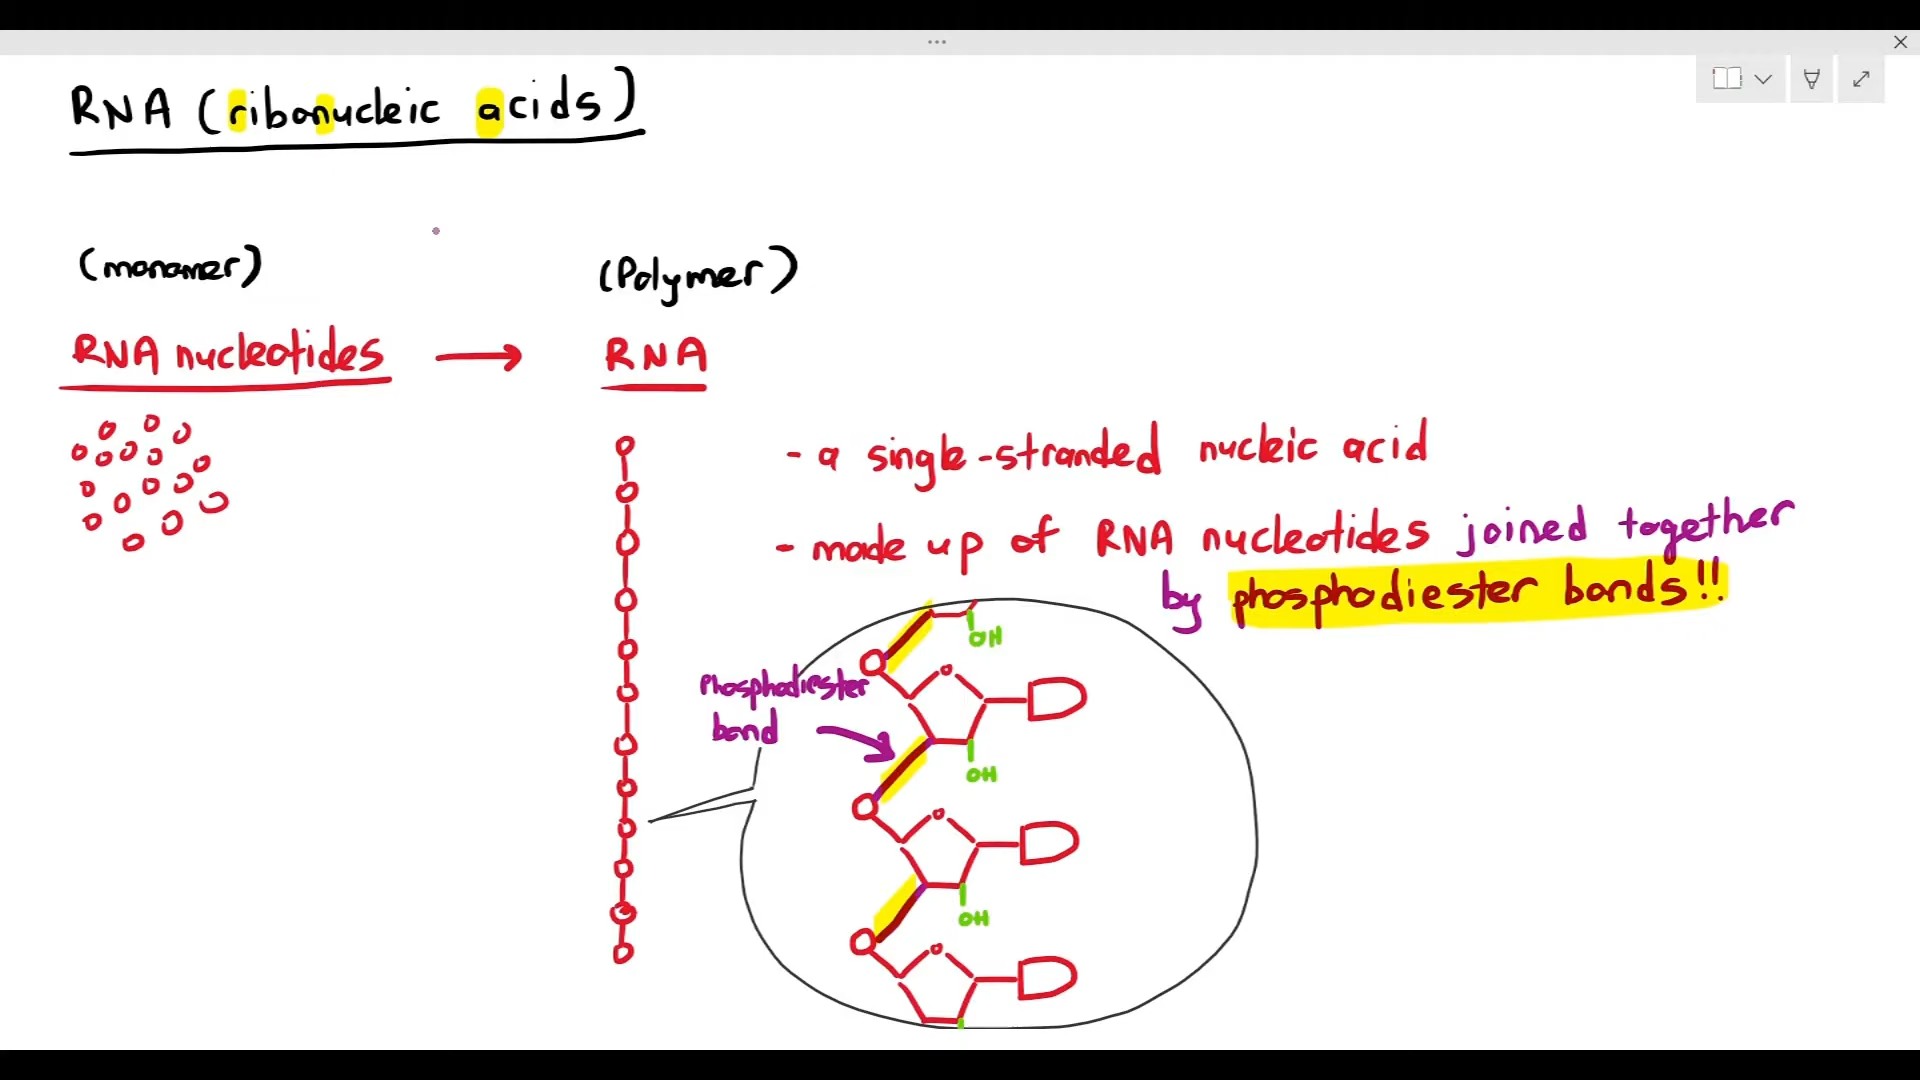 RNA (ribonucleic acids)
(monomer)
(Polymer)
RNA nucleotides → RNA
- a single-stranded nucleic acid
- made up of RNA nucleotides joined together
by phosphodiester bonds!!
OH
Phosphodiester
bond
OH
OH